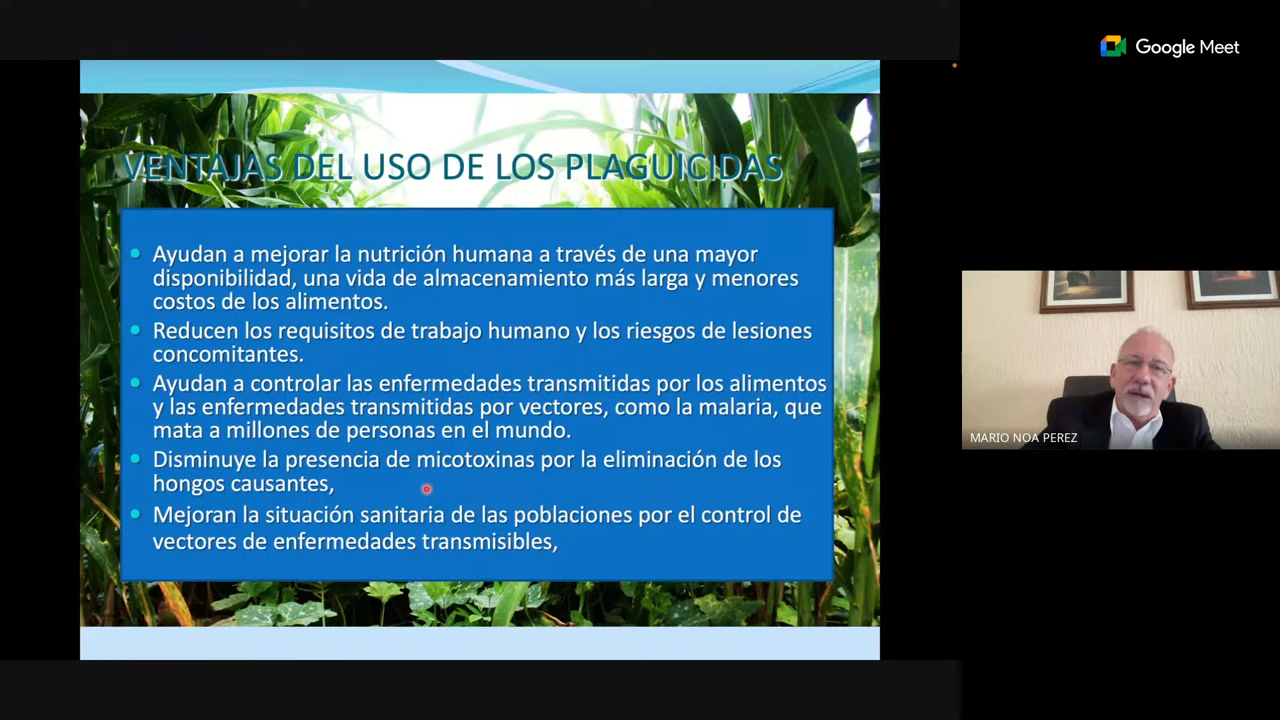 Google Meet
VENTAJAS DEL USO DE LOS PLAGUICIDAS
Ayudan a mejorar la nutrición humana a través de una mayor
disponibilidad, una vida de almacenamiento más larga y menores
costos de los alimentos.
Reducen los requisitos de trabajo humano y los riesgos de lesiones
concomitantes.
Ayudan a controlar las enfermedades transmitidas por los alimentos
y las enfermedades transmitidas por vectores, como la malaria, que
mata a millones de personas en el mundo.
Disminuye la presencia de micotoxinas por la eliminación de los
hongos causantes,
Mejoran la situación sanitaria de las poblaciones por el control de
vectores de enfermedades transmisibles,
MARIO NOA PEREZ